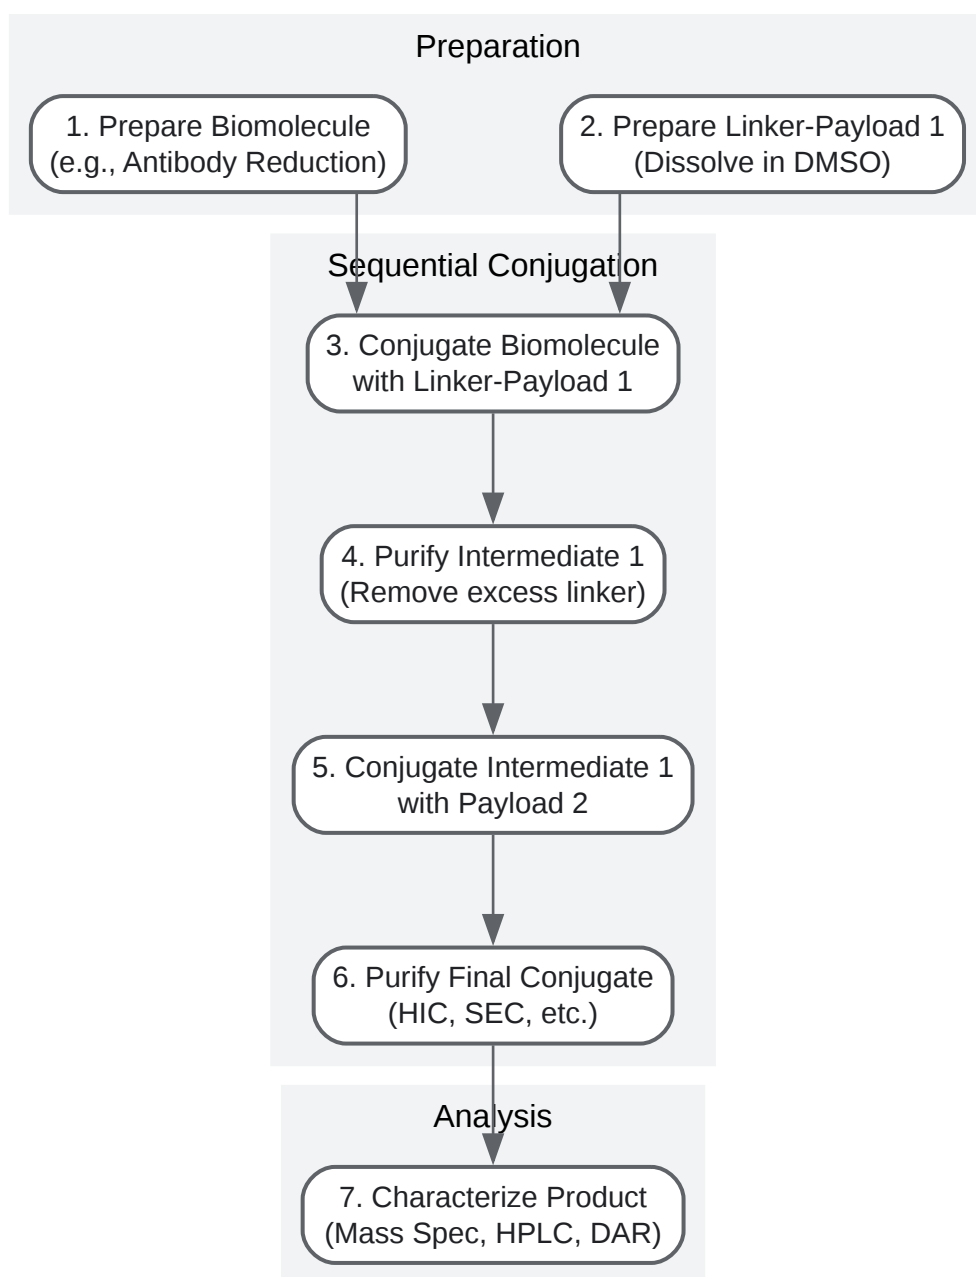 Preparation
1. Prepare Biomolecule
(e.g., Antibody Reduction)
2. Prepare Linker-Payload 1
(Dissolve in DMSO)
Sequential Conjugation
3. Conjugate Biomolecule
with Linker-Payload 1
4. Purify Intermediate 1
(Remove excess linker)
5. Conjugate Intermediate 1
with Payload 2
6. Purify Final Conjugate
(HIC, SEC, etc.)
Analysis
7. Characterize Product
(Mass Spec, HPLC, DAR)